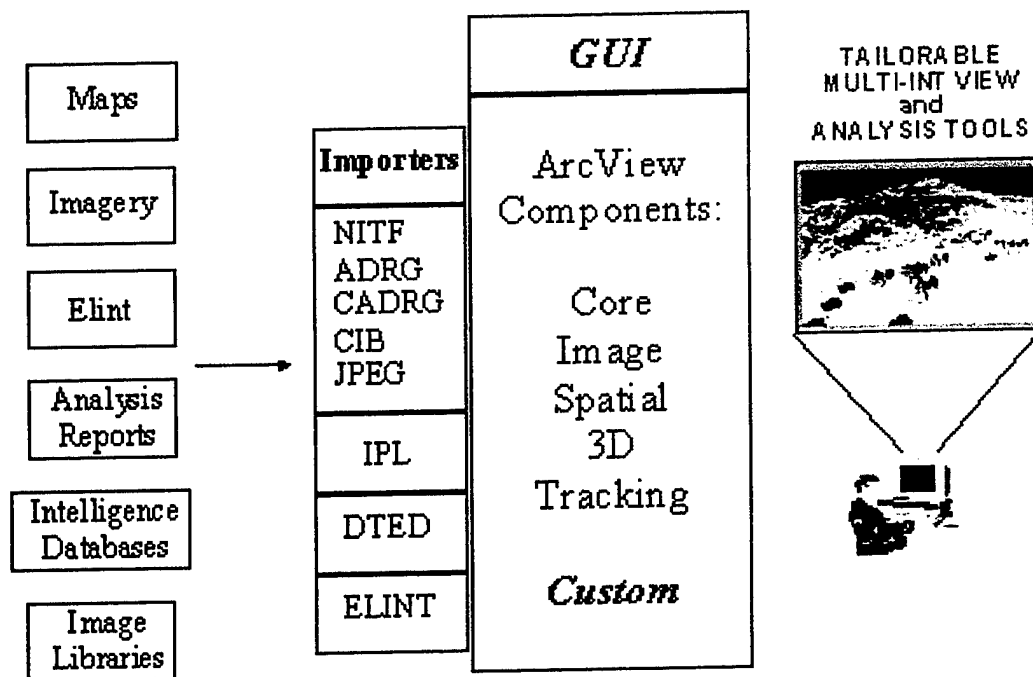 Maps
Imagery
Elint
Analysis
Reports
Intelligence
Databases
Image
Libraries
Importers
NITF
ADRG
CADRG
CIB
JPEG
IPL
DTED
ELINT
GUI
ArcView
Components:
Core
Image
Spatial
3D
Tracking
Custom
TAILORABLE
MULTI-INT VIEW
and
ANALYSIS TOOLS